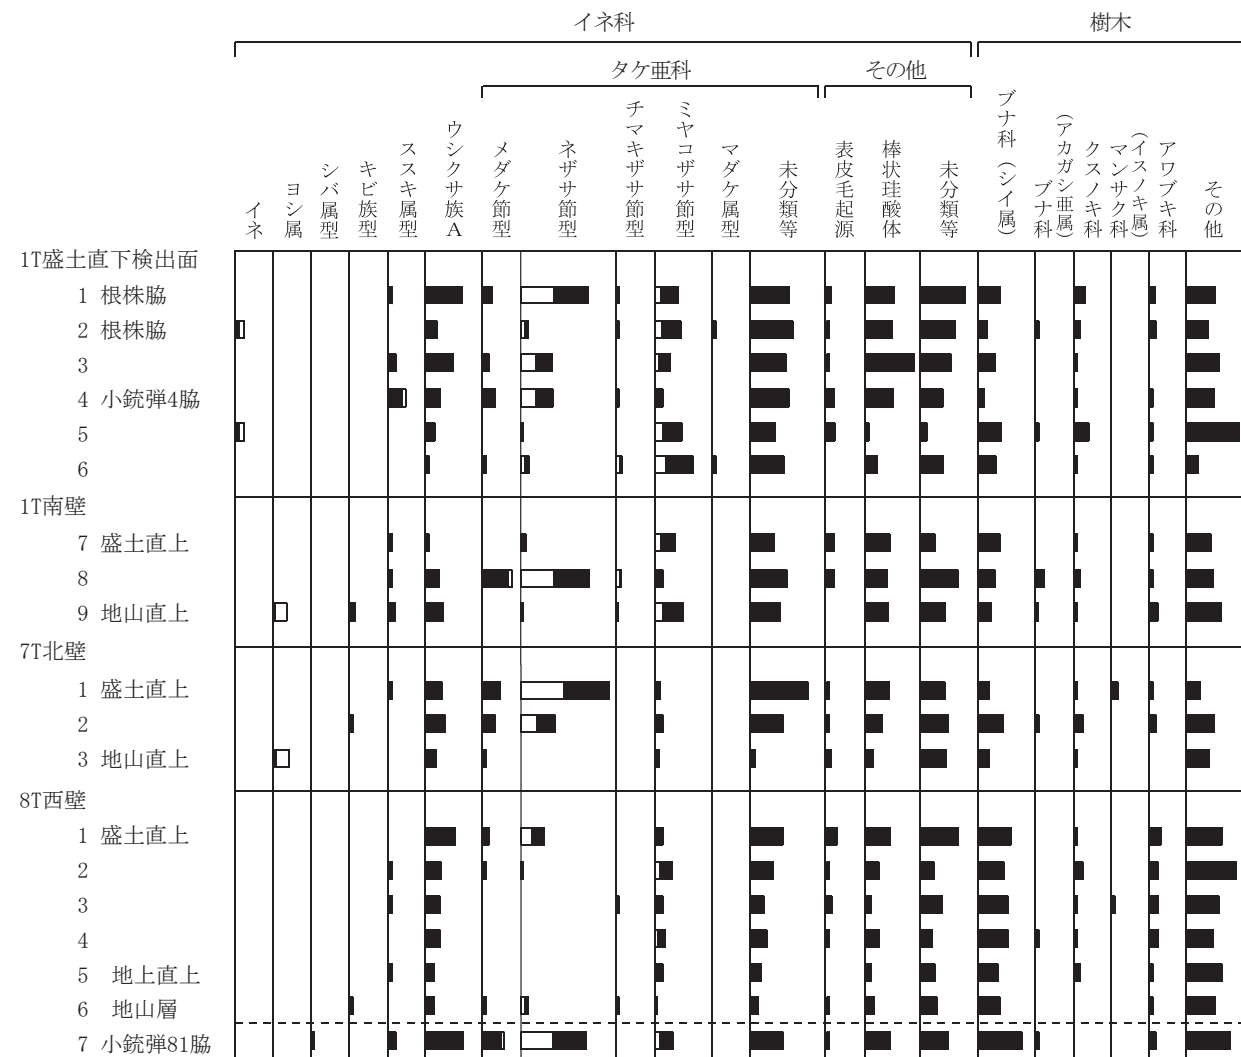 イネ科
樹木
タケ亜科
その他
イネ
ヨシ属
シバ属型
キビ族型
ススキ属型
ウシクサ族A
メダケ節型
ネザサ節型
チマキザサ節型
ミヤコザサ節型
マダケ属型
未分類等
表皮毛起源
棒状珪酸体
未分類等
ブナ科（シイ属）
ブナ科（アカガシ亜属）
クスノキ科
マンサク科（イスノキ属）
アワブキ科
その他
1T盛土直下検出面
1 根株脇
2 根株脇
3
4 小銃弾4脇
5
6
1T南壁
7 盛土直上
8
9 地山直上
7T北壁
1 盛土直上
2
3 地山直上
8T西壁
1 盛土直上
2
3
4
5 地上直上
6 地山層
7 小銃弾81脇